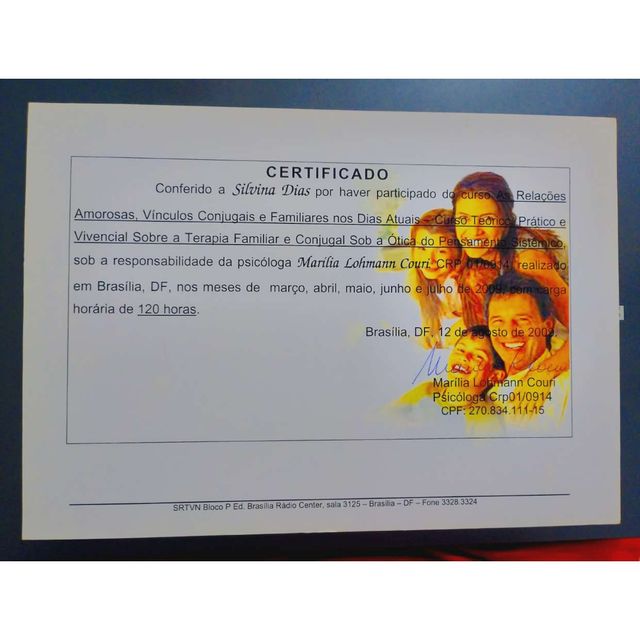 CERTIFICADO
Conferido a Silvina Dias por haver participado do curso As Relações
Amorosas, Vínculos Conjugais e Familiares nos Dias Atuais – Curso Teórico, Prático e
Vivencial Sobre a Terapia Familiar e Conjugal Sob a Ótica do Pensamento Sistêmico,
sob a responsabilidade da psicóloga Marília Lohmann Couri, CRP 01/0914, realizado
em Brasília, DF, nos meses de março, abril, maio, junho e julho de 2009, com carga
horária de 120 horas.
Brasília, DF, 12 de agosto de 2009.
Marília Lohmann Couri
Psicóloga Crp01/0914
CPF: 270.834.111-15
SRTVN Bloco P Ed. Brasília Rádio Center, sala 3125 – Brasília – DF – Fone 3328.3324